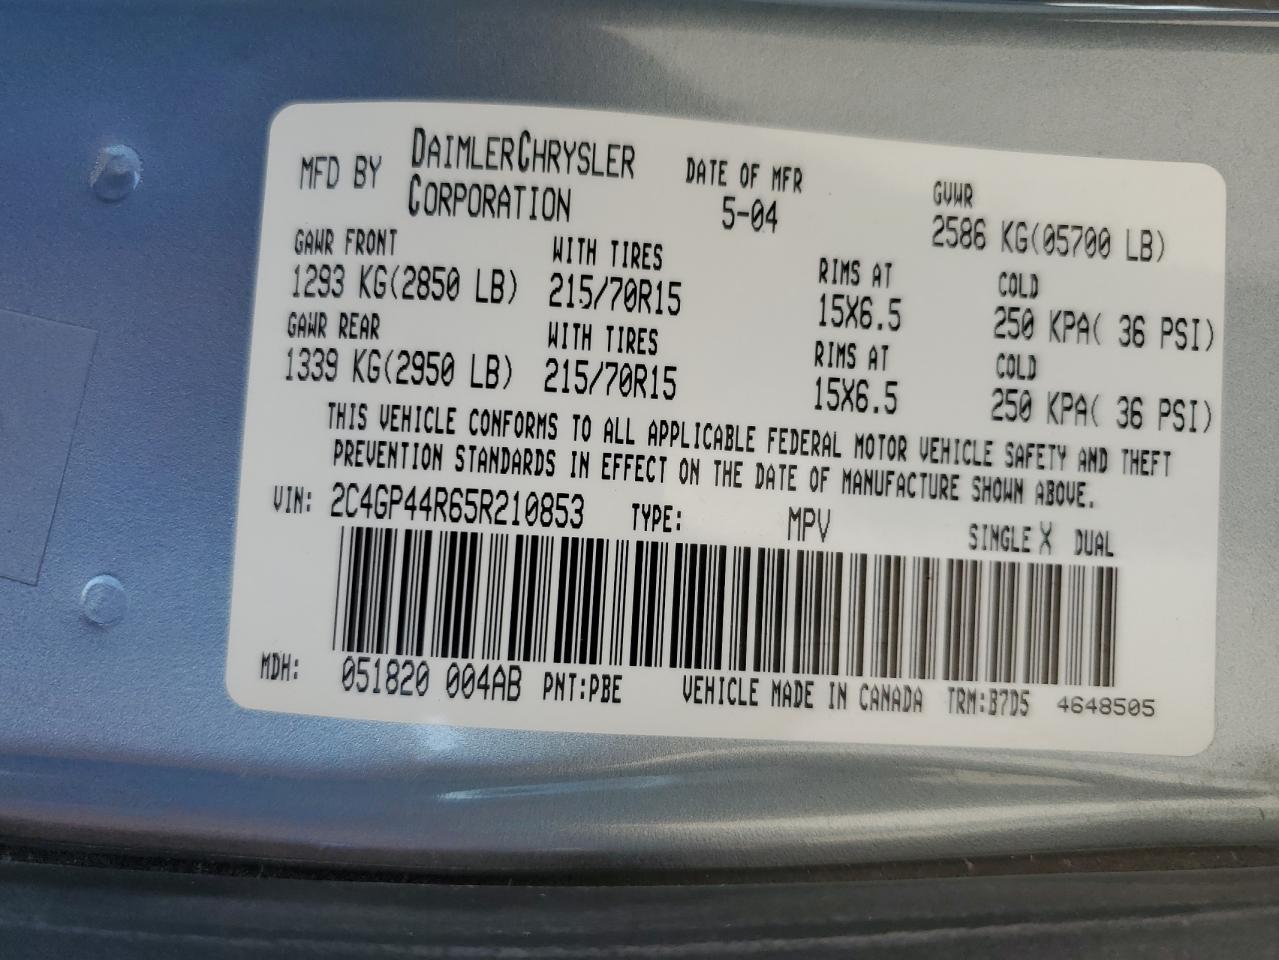 MFD BY DAIMLERCHRYSLER CORPORATION DATE OF MFR 5-04 GVWR 2586 KG(05700 LB)
GAWR FRONT WITH TIRES RIMS AT COLD
1293 KG(2850 LB) 215/70R15 15X6.5 250 KPA( 36 PSI)
GAWR REAR WITH TIRES RIMS AT COLD
1339 KG(2950 LB) 215/70R15 15X6.5 250 KPA( 36 PSI)
THIS VEHICLE CONFORMS TO ALL APPLICABLE FEDERAL MOTOR VEHICLE SAFETY AND THEFT
PREVENTION STANDARDS IN EFFECT ON THE DATE OF MANUFACTURE SHOWN ABOVE.
VIN: 2C4GP44R65R210853 TYPE: MPV SINGLE X DUAL
MDH: 051820 004AB PNT:PBE VEHICLE MADE IN CANADA TRM:B7D5 4648505